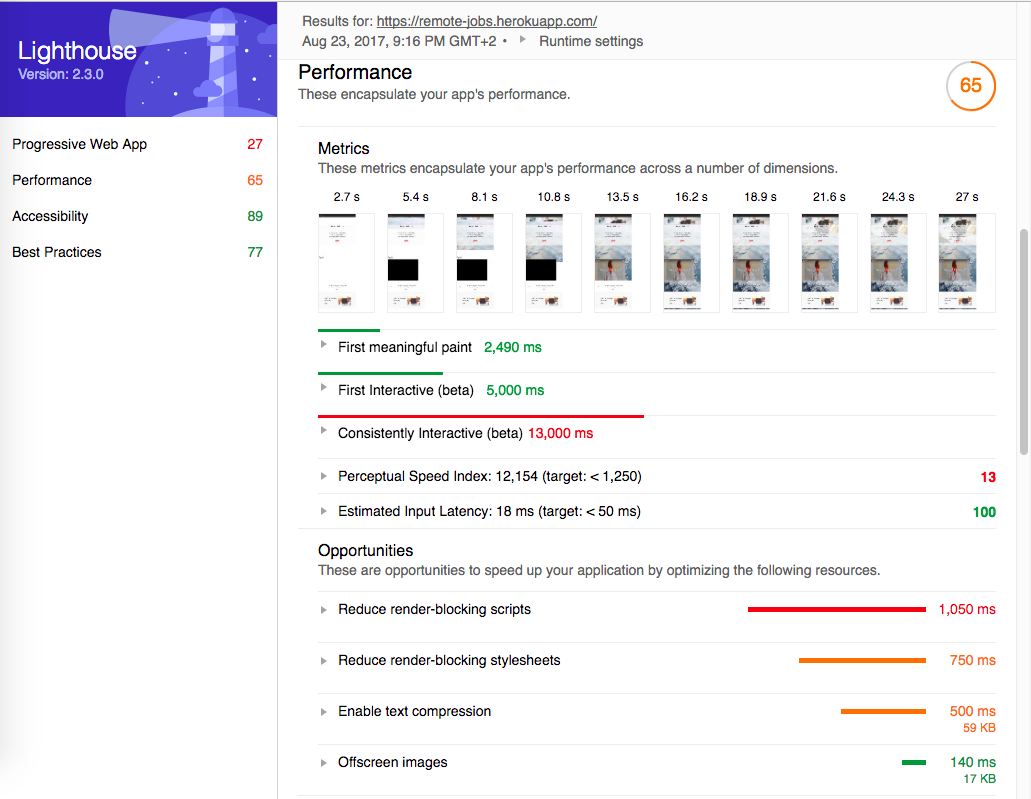 Lighthouse
Version: 2.3.0
Progressive Web App 27
Performance 65
Accessibility 89
Best Practices 77
Results for: https://remote-jobs.herokuapp.com/
Aug 23, 2017, 9:16 PM GMT+2 • Runtime settings
Performance
65
These encapsulate your app's performance.
Metrics
These metrics encapsulate your app's performance across a number of dimensions.
2.7 s 5.4 s 8.1 s 10.8 s 13.5 s 16.2 s 18.9 s 21.6 s 24.3 s 27 s
First meaningful paint 2,490 ms
First Interactive (beta) 5,000 ms
Consistently Interactive (beta) 13,000 ms
Perceptual Speed Index: 12,154 (target: < 1,250) 13
Estimated Input Latency: 18 ms (target: < 50 ms) 100
Opportunities
These are opportunities to speed up your application by optimizing the following resources.
Reduce render-blocking scripts 1,050 ms
Reduce render-blocking stylesheets 750 ms
Enable text compression 500 ms
59 KB
Offscreen images 140 ms
17 KB